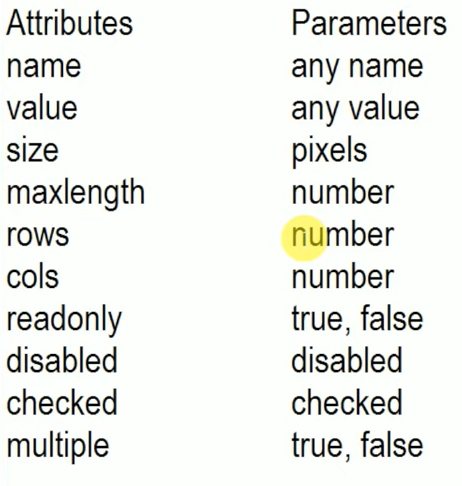 Attributes Parameters
name any name
value any value
size pixels
maxlength number
rows number
cols number
readonly true, false
disabled disabled
checked checked
multiple true, false